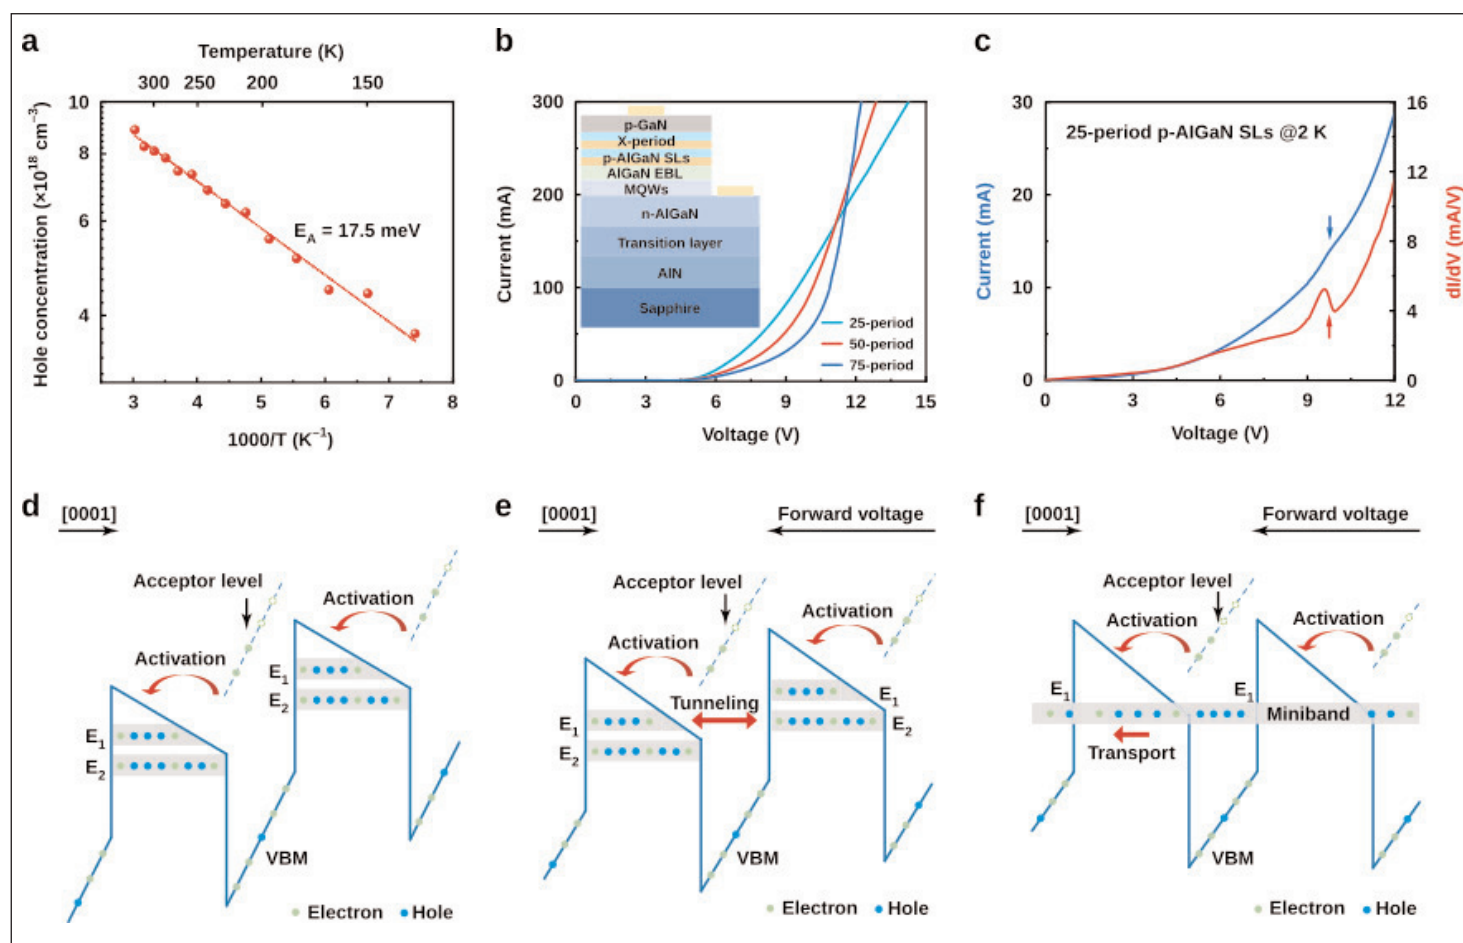 a
Temperature (K)
300 250 200 150
10
8
6
4
Hole concentration (×10¹⁸ cm⁻³)
E_A = 17.5 meV
3 4 5 6 7 8
1000/T (K⁻¹)
b
300
200
100
0
Current (mA)
p-GaN
X-period
p-AlGaN SLs
AlGaN EBL
MQWs
n-AlGaN
Transition layer
AlN
Sapphire
25-period
50-period
75-period
0 3 6 9 12 15
Voltage (V)
c
30
20
10
0
Current (mA)
25-period p-AlGaN SLs @2 K
16
12
8
4
0
dI/dV (mA/V)
0 3 6 9 12
Voltage (V)
d
[0001]
Acceptor level
Activation
Activation
E₁
E₂
E₁
E₂
VBM
Electron Hole
e
[0001]
Forward voltage
Acceptor level
Activation
Activation
Tunneling
E₁
E₂
E₁
E₂
VBM
Electron Hole
f
[0001]
Forward voltage
Acceptor level
Activation
Activation
E₁
E₁
Miniband
Transport
VBM
Electron Hole